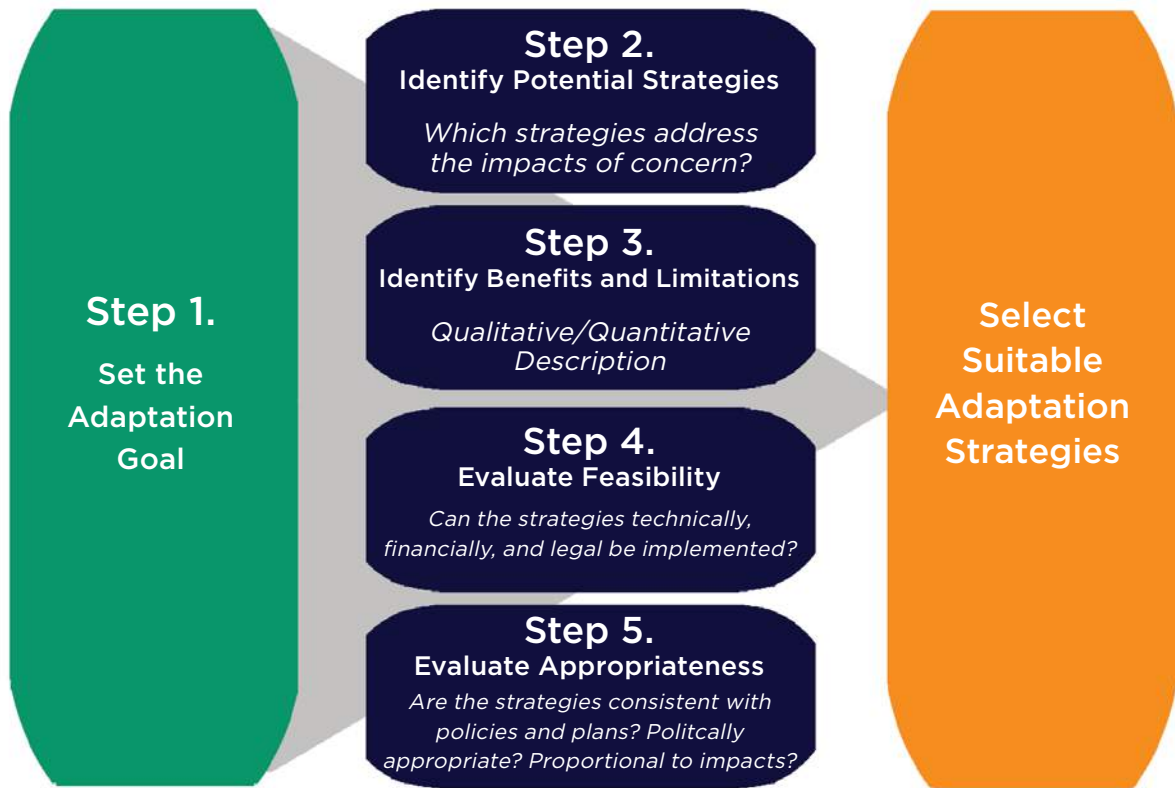 Step 1.
Set the
Adaptation
Goal
Step 2.
Identify Potential Strategies
Which strategies address
the impacts of concern?
Step 3.
Identify Benefits and Limitations
Qualitative/Quantitative
Description
Step 4.
Evaluate Feasibility
Can the strategies technically,
financially, and legal be implemented?
Step 5.
Evaluate Appropriateness
Are the strategies consistent with
policies and plans? Politcally
appropriate? Proportional to impacts?
Select
Suitable
Adaptation
Strategies